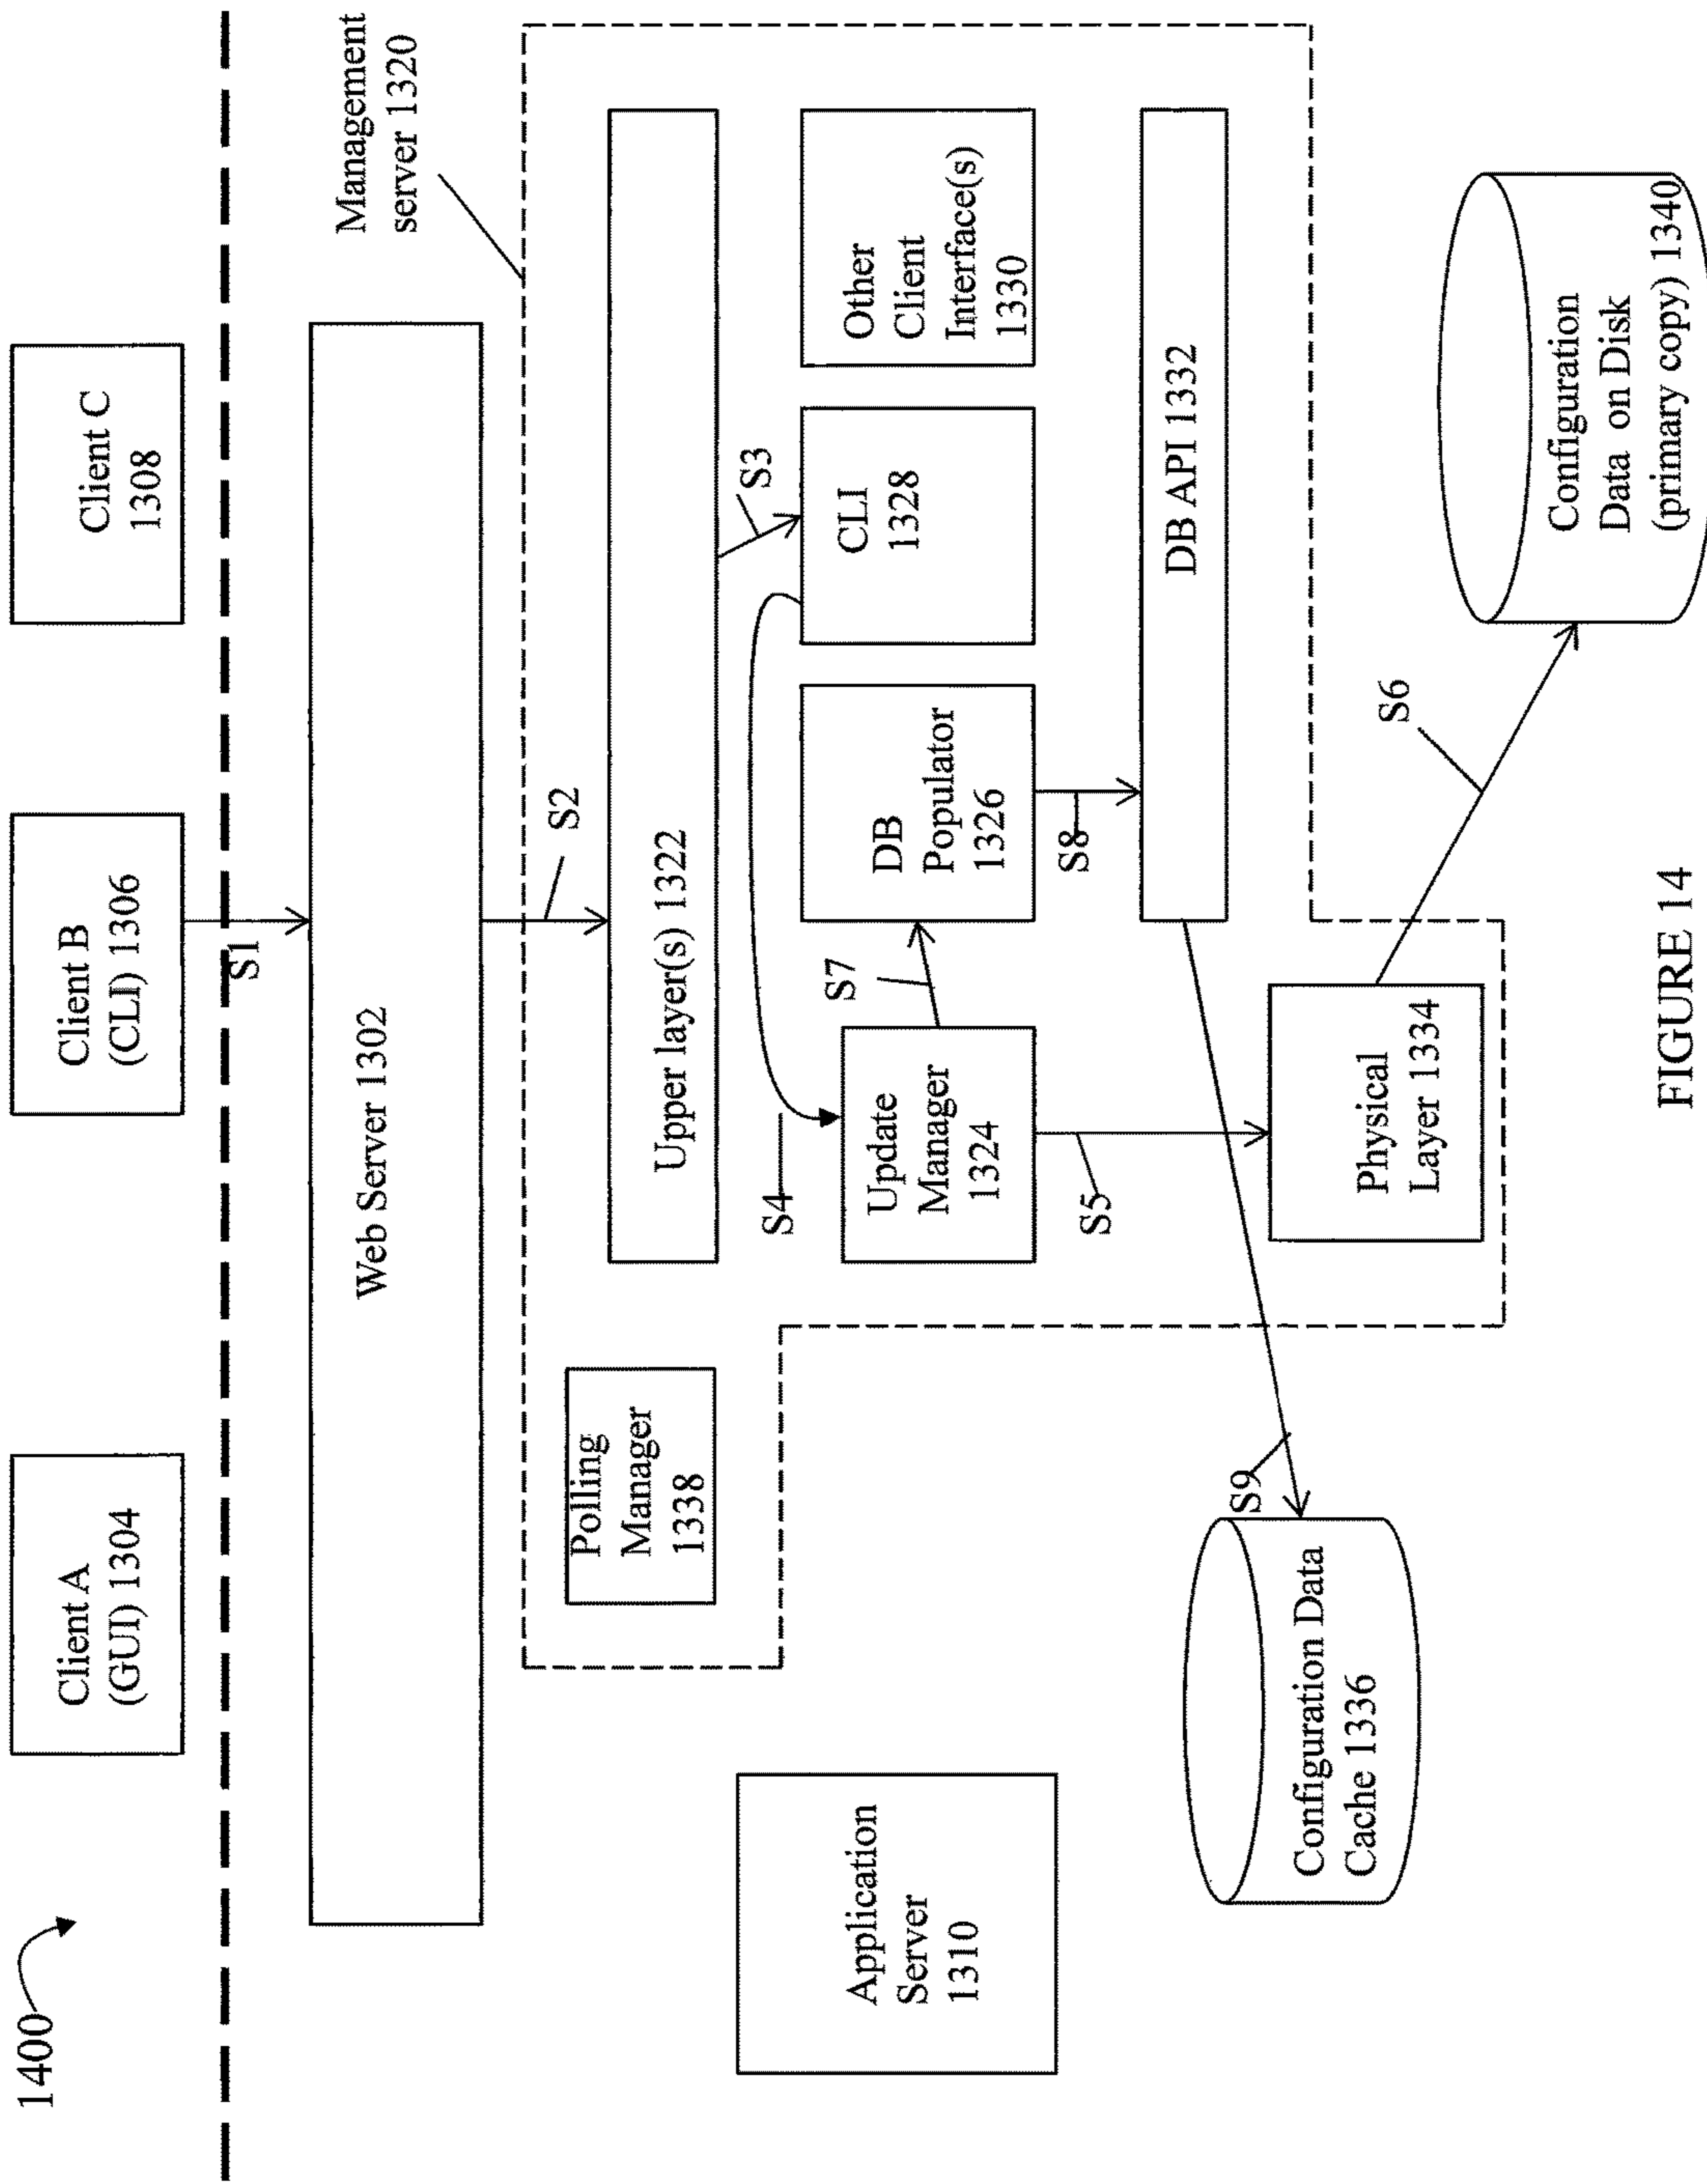 1400
Client A
(GUI) 1304
Client B
(CLI) 1306
Client C
1308
S1
Web Server 1302
Management
server 1320
S2
Polling
Manager
1338
Upper layer(s) 1322
S3
S4
Application
Server
1310
Update
Manager
1324
S7
DB
Populator
1326
CLI
1328
Other
Client
Interface(s)
1330
S5
S8
DB API 1332
S9
Configuration Data
Cache 1336
Physical
Layer 1334
S6
Configuration
Data on Disk
(primary copy) 1340
FIGURE 14